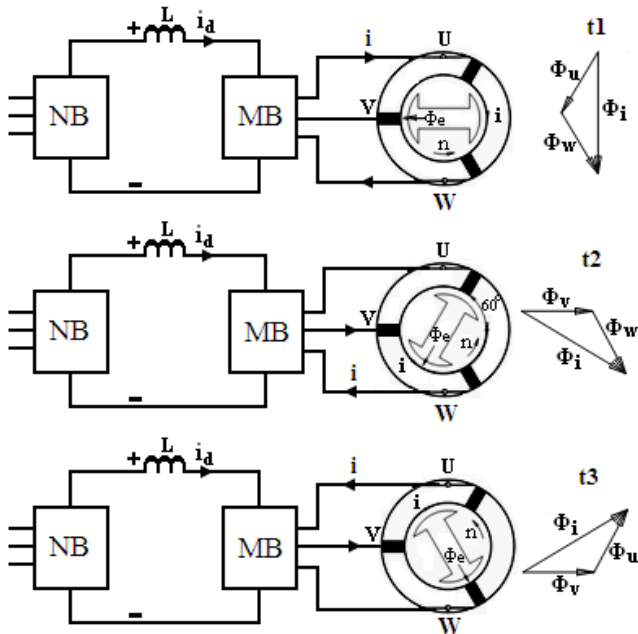 + L i_d
NB MB
-
i U
V Φe i
n
W
t1
Φu Φi
Φw
+ L i_d
NB MB
-
U
V 60°
Φe
i n
i W
t2
Φv
Φw
Φi
+ L i_d
NB MB
-
i U
i
V n
Φe
W
t3
Φi
Φu
Φv